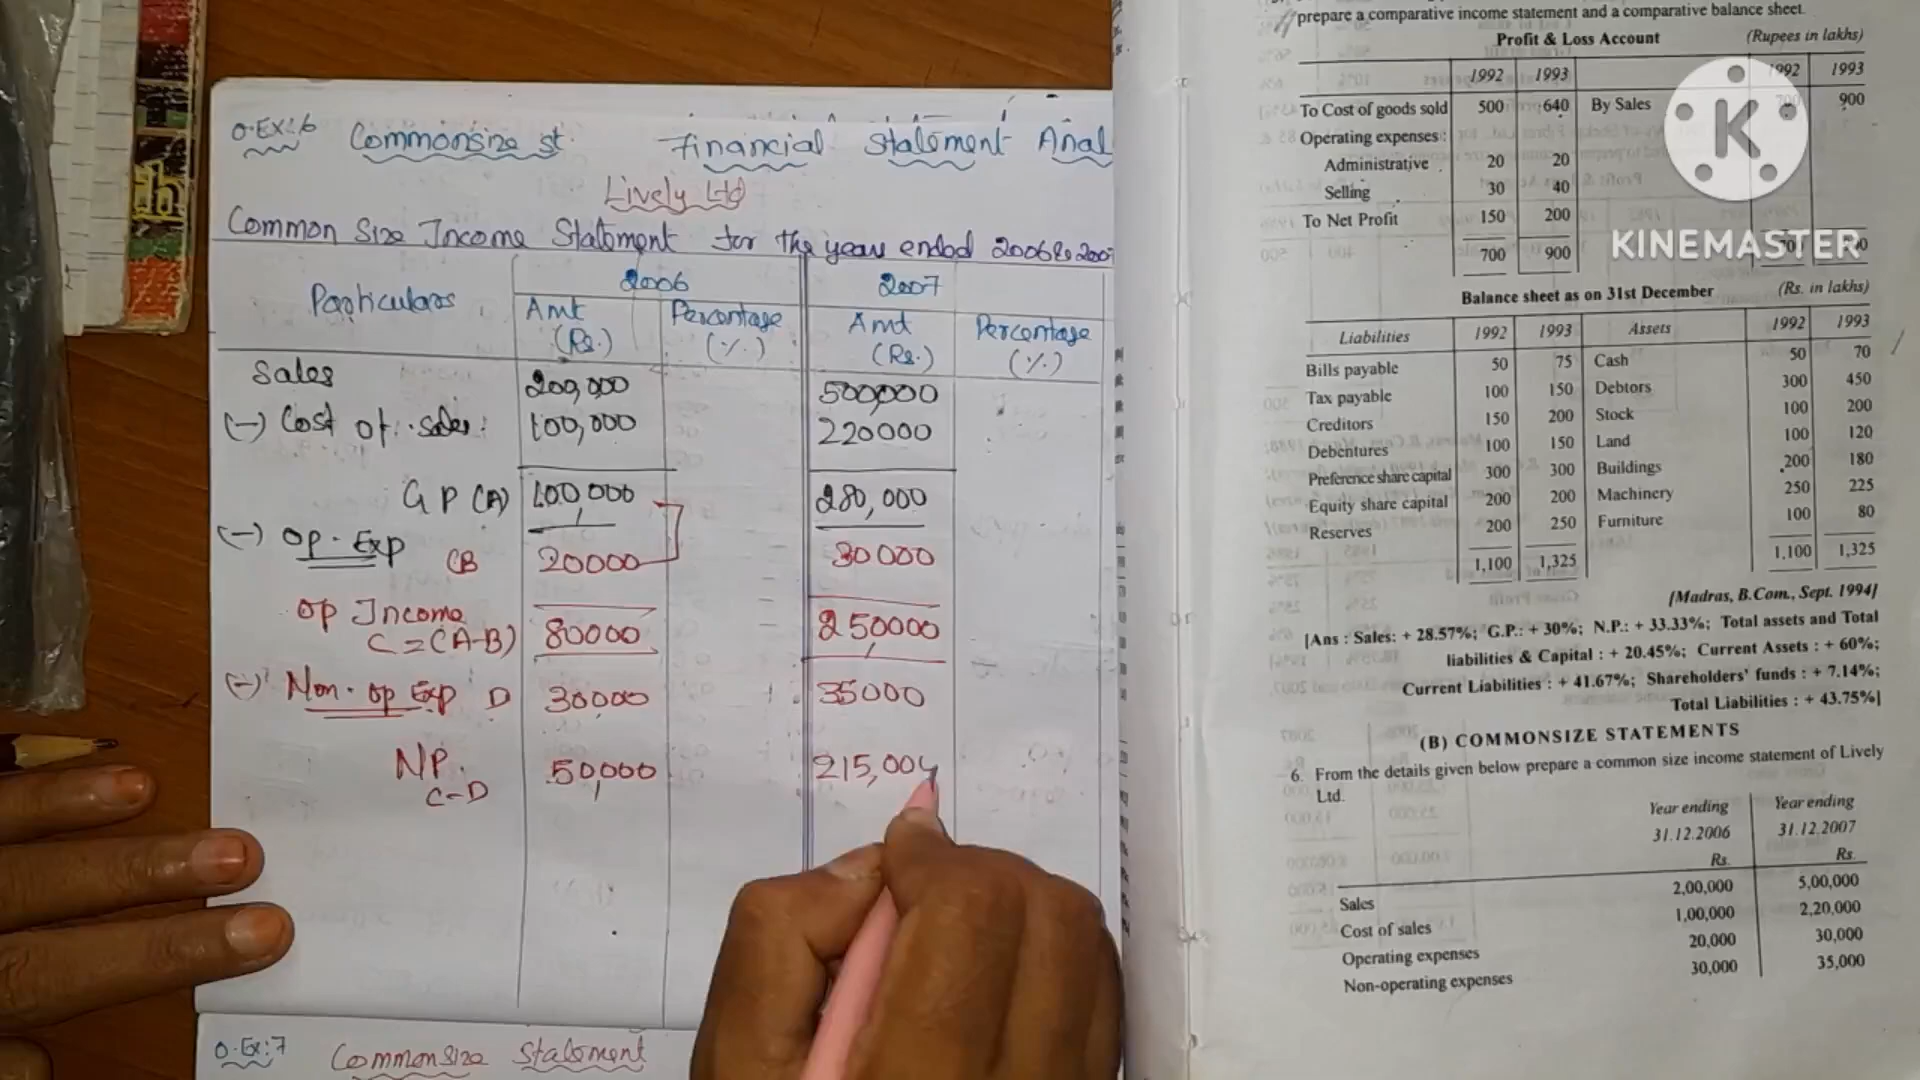 O.Ex:6 Commonsize st. Financial Statement Anal
Lively Ltd
Common Size Income Statement for the years ended 2006 & 200
Particulars 2006 2007
Amt (Rs.) Percentage (%) Amt (Rs.) Percentage (%)
Sales 200,000 500,000
(-) Cost of sales: 100,000 220000
G P (A) 100 000 280,000
(-) Op. Exp (B 20000 30000
Op Income C=(A-B) 80000 250000
(-) Non. op Exp D 30000 35000
NP. C-D 50,000 215,00
O.Ex:7 Commonsize Statement
prepare a comparative income statement and a comparative balance sheet.
Profit & Loss Account (Rupees in lakhs)
1992 1993 1992 1993
To Cost of goods sold 500 640 By Sales 700 900
Operating expenses:
Administrative 20 20
Selling 30 40
To Net Profit 150 200
700 900 700 900
K
KINEMASTER
Balance sheet as on 31st December (Rs. in lakhs)
Liabilities 1992 1993 Assets 1992 1993
Bills payable 50 75 Cash 50 70
Tax payable 100 150 Debtors 300 450
Creditors 150 200 Stock 100 200
Debentures 100 150 Land 100 120
Preference share capital 300 300 Buildings 200 180
Equity share capital 200 200 Machinery 250 225
Reserves 200 250 Furniture 100 80
1,100 1,325 1,100 1,325
[Madras, B.Com., Sept. 1994]
[Ans : Sales: + 28.57%; G.P.: + 30%; N.P.: + 33.33%; Total assets and Total
liabilities & Capital : + 20.45%; Current Assets : + 60%;
Current Liabilities : + 41.67%; Shareholders' funds : + 7.14%;
Total Liabilities : + 43.75%]
(B) COMMONSIZE STATEMENTS
6. From the details given below prepare a common size income statement of Lively
Ltd.
Year ending Year ending
31.12.2006 31.12.2007
Rs. Rs.
Sales 2,00,000 5,00,000
Cost of sales 1,00,000 2,20,000
Operating expenses 20,000 30,000
Non-operating expenses 30,000 35,000